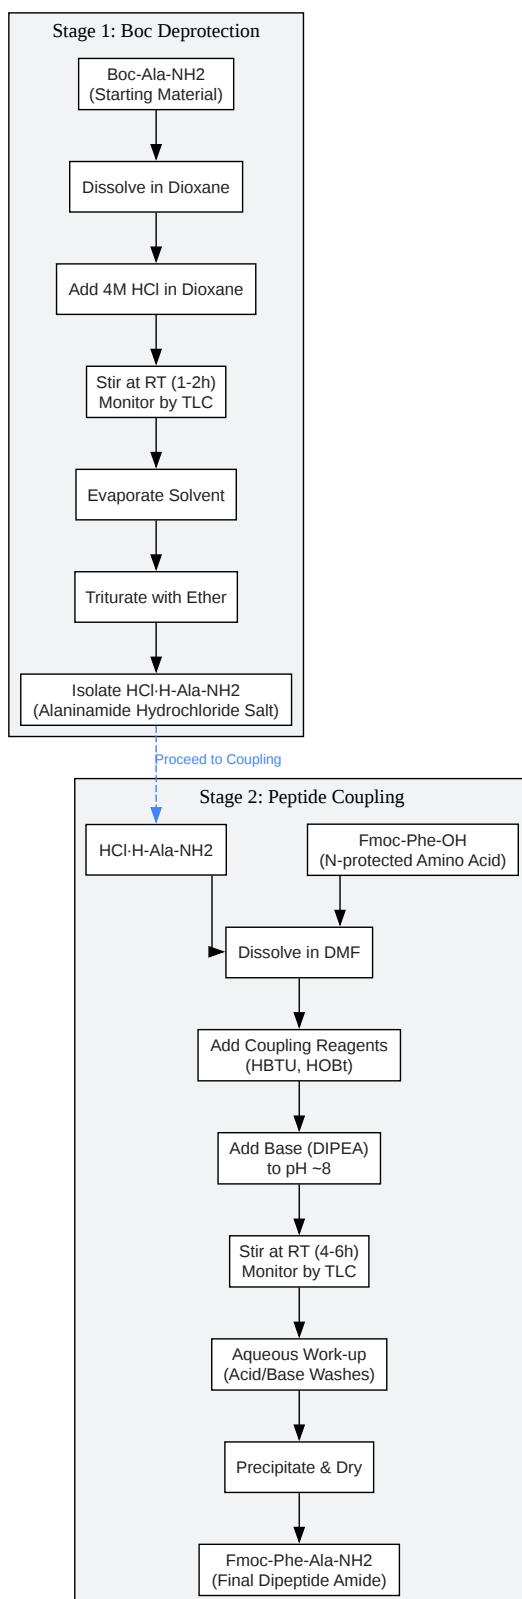 Stage 1: Boc Deprotection
Boc-Ala-NH2
(Starting Material)
Dissolve in Dioxane
Add 4M HCl in Dioxane
Stir at RT (1-2h)
Monitor by TLC
Evaporate Solvent
Triturate with Ether
Isolate HCl·H-Ala-NH2
(Alaninamide Hydrochloride Salt)
Proceed to Coupling
Stage 2: Peptide Coupling
HCl·H-Ala-NH2
Fmoc-Phe-OH
(N-protected Amino Acid)
Dissolve in DMF
Add Coupling Reagents
(HBTU, HOBt)
Add Base (DIPEA)
to pH ~8
Stir at RT (4-6h)
Monitor by TLC
Aqueous Work-up
(Acid/Base Washes)
Precipitate & Dry
Fmoc-Phe-Ala-NH2
(Final Dipeptide Amide)